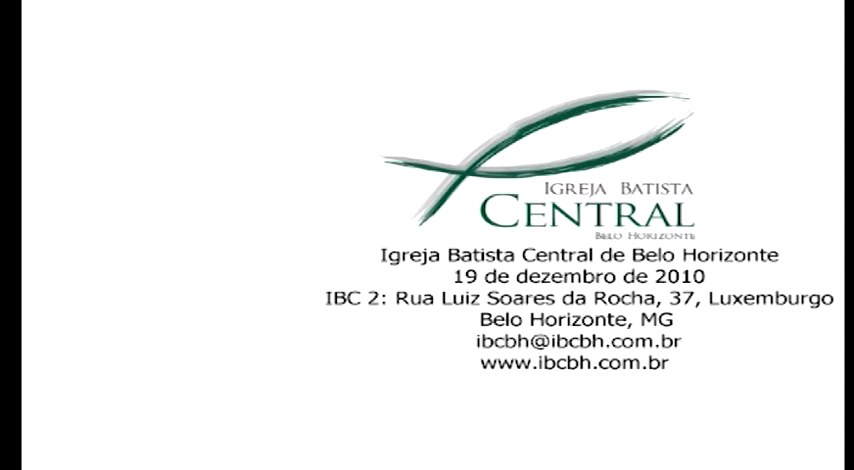 IGREJA BATISTA
CENTRAL
BELO HORIZONTE
Igreja Batista Central de Belo Horizonte
19 de dezembro de 2010
IBC 2: Rua Luiz Soares da Rocha, 37, Luxemburgo
Belo Horizonte, MG
ibcbh@ibcbh.com.br
www.ibcbh.com.br